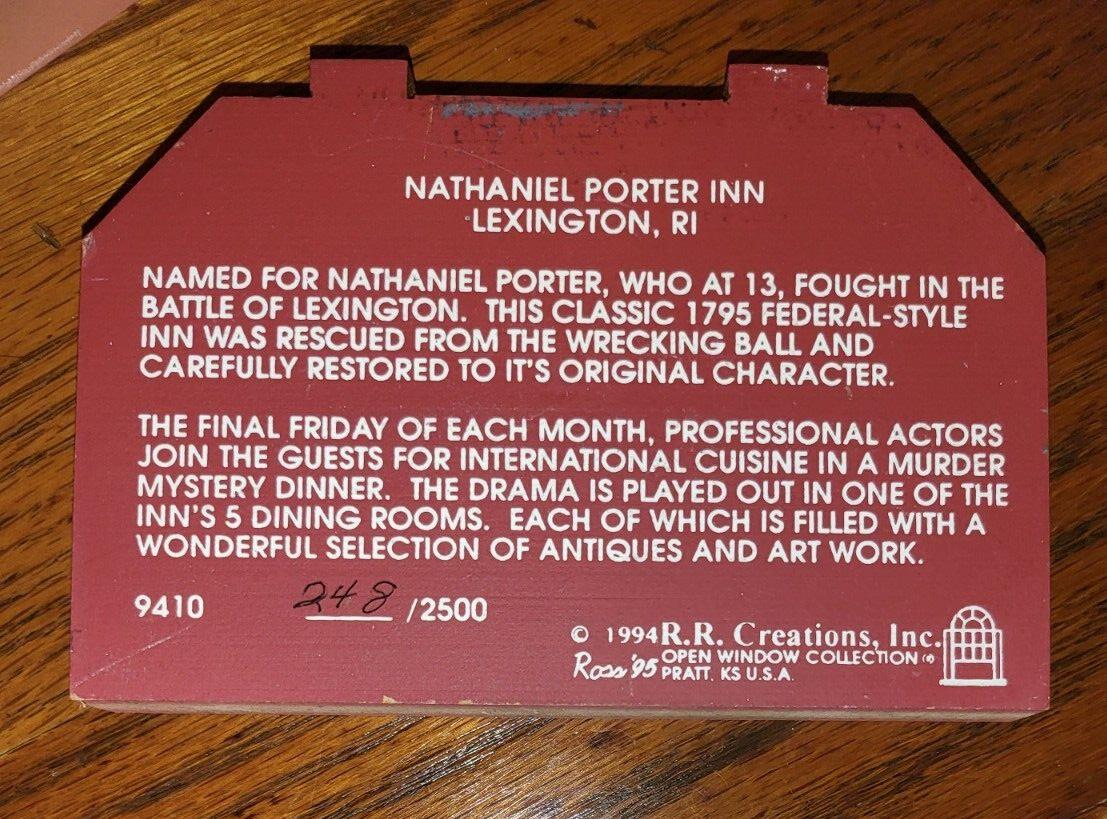 NATHANIEL PORTER INN
LEXINGTON, RI
NAMED FOR NATHANIEL PORTER, WHO AT 13, FOUGHT IN THE
BATTLE OF LEXINGTON. THIS CLASSIC 1795 FEDERAL-STYLE
INN WAS RESCUED FROM THE WRECKING BALL AND
CAREFULLY RESTORED TO IT'S ORIGINAL CHARACTER.
THE FINAL FRIDAY OF EACH MONTH, PROFESSIONAL ACTORS
JOIN THE GUESTS FOR INTERNATIONAL CUISINE IN A MURDER
MYSTERY DINNER. THE DRAMA IS PLAYED OUT IN ONE OF THE
INN'S 5 DINING ROOMS. EACH OF WHICH IS FILLED WITH A
WONDERFUL SELECTION OF ANTIQUES AND ART WORK.
9410 248 /2500
© 1994 R.R. Creations, Inc.
Ross '95 OPEN WINDOW COLLECTION ®
PRATT, KS U.S.A.